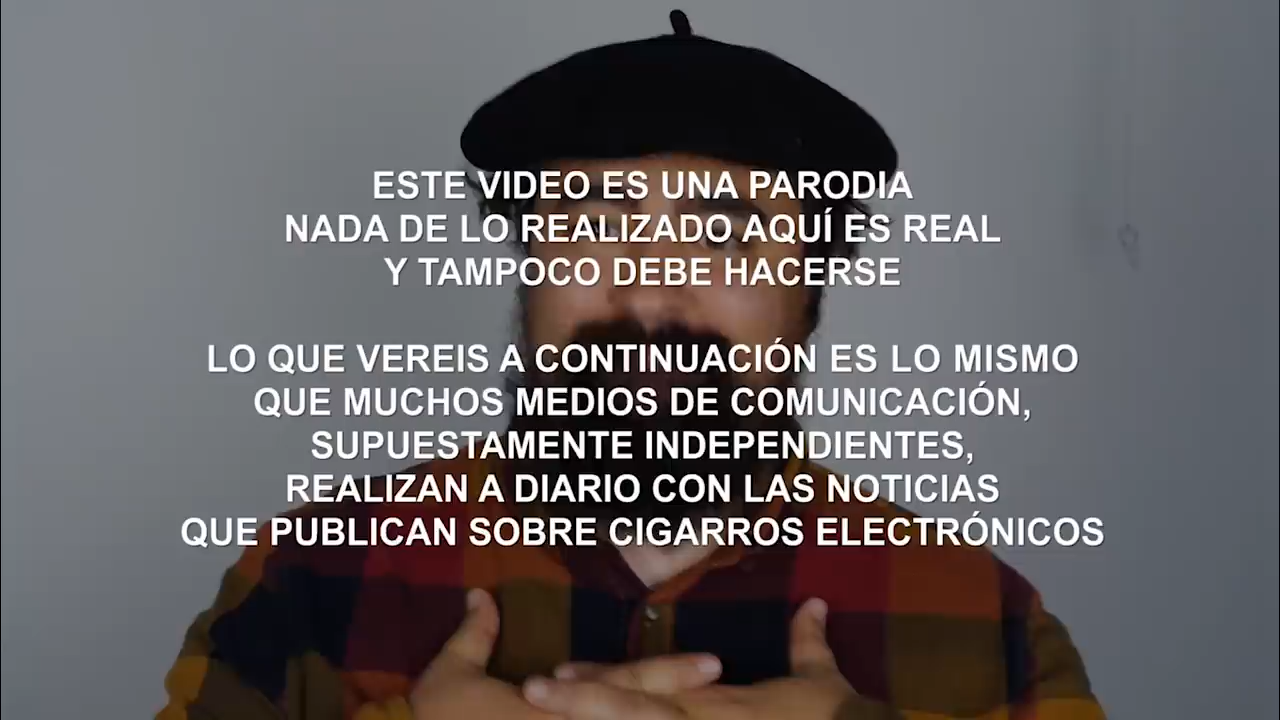 ESTE VIDEO ES UNA PARODIA
NADA DE LO REALIZADO AQUÍ ES REAL
Y TAMPOCO DEBE HACERSE
LO QUE VEREIS A CONTINUACIÓN ES LO MISMO
QUE MUCHOS MEDIOS DE COMUNICACIÓN,
SUPUESTAMENTE INDEPENDIENTES,
REALIZAN A DIARIO CON LAS NOTICIAS
QUE PUBLICAN SOBRE CIGARROS ELECTRÓNICOS